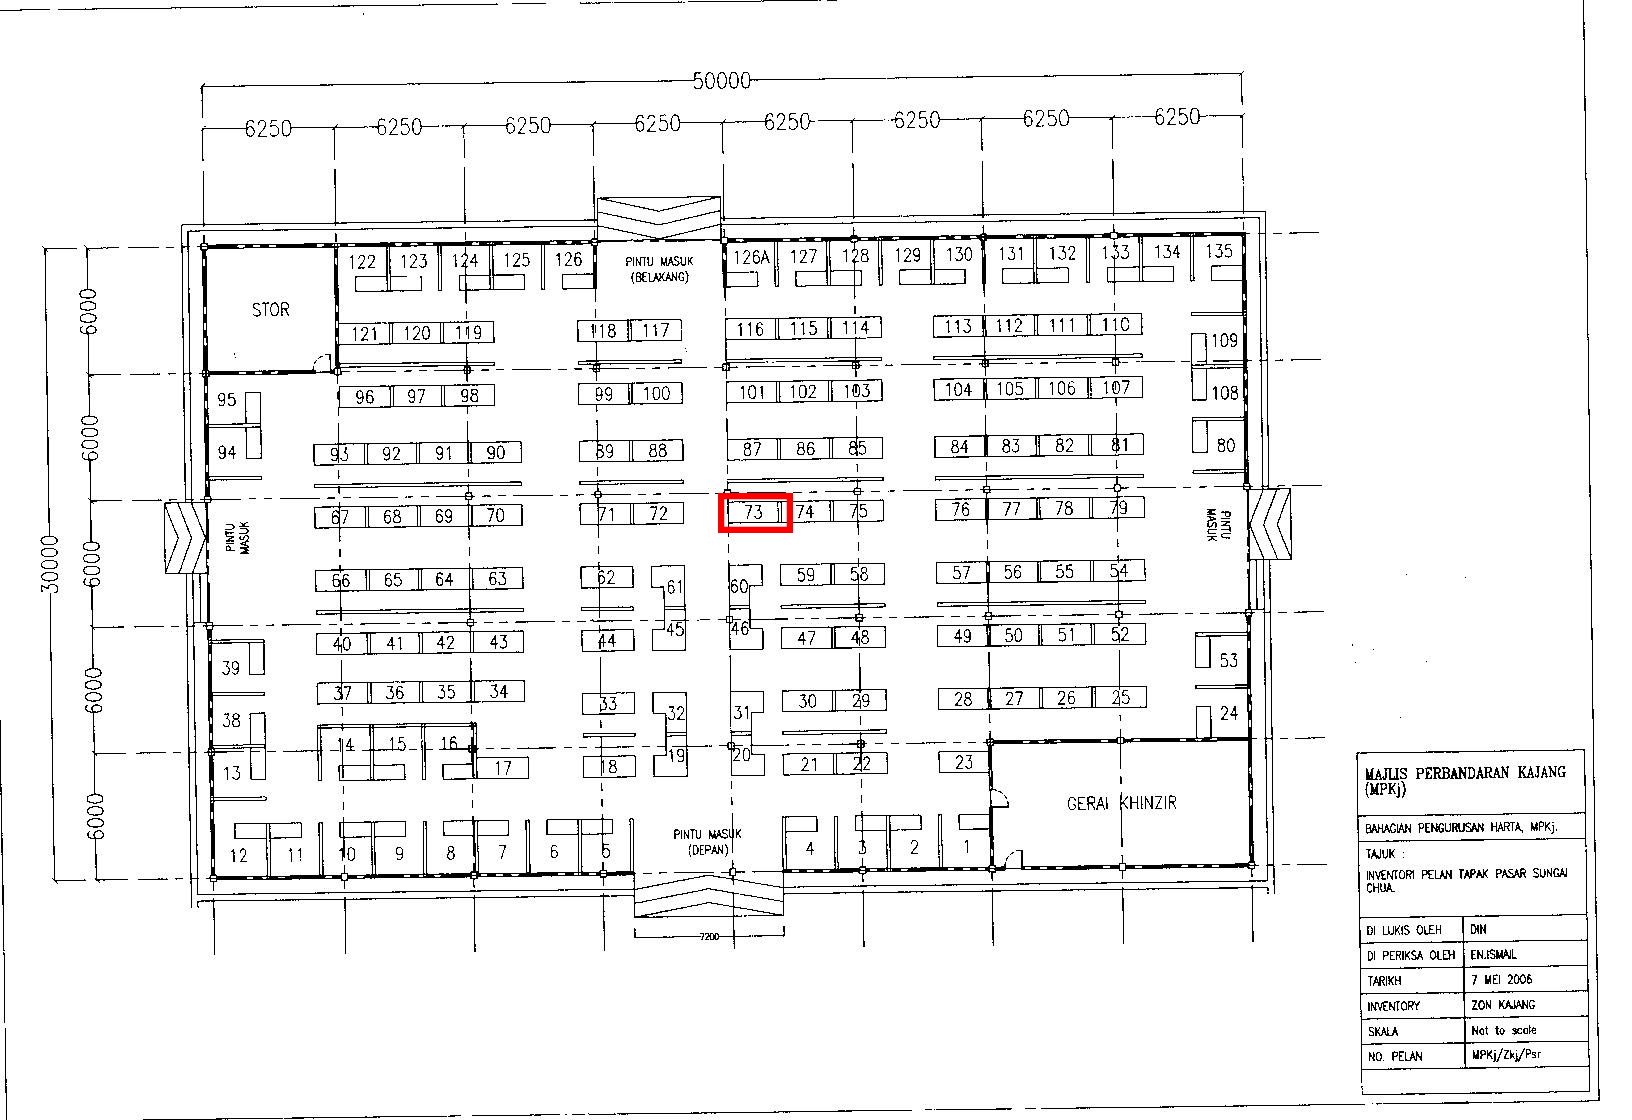 50000
6250 6250 6250 6250 6250 6250 6250 6250
122 123 124 125 126
PINTU MASUK
(BELAKANG)
126A 127 128 129 130 131 132 133 134 135
STOR
6000
121 120 119 118 117 116 115 114 113 112 111 110
109
96 97 98 99 100 101 102 103 104 105 106 107
108
95
6000
94
93 92 91 90 89 88 87 86 85 84 83 82 81
80
67 68 69 70 71 72 73 74 75 76 77 78 79
PINTU
MASUK
PINTU
MASUK
30000
6000
66 65 64 63 62 61 60 59 58 57 56 55 54
40 41 42 43 44 45 46 47 48 49 50 51 52
53
39
6000
37 36 35 34 33 32 31 30 29 28 27 26 25
24
38
14 15 16
13
17 18 19 20 21 22 23
6000
GERAI KHINZIR
PINTU MASUK
(DEPAN)
12 11 10 9 8 7 6 5 4 3 2 1
7200
MAJLIS PERBANDARAN KAJANG
(MPKj)
BAHAGIAN PENGURUSAN HARTA, MPKj.
TAJUK :
INVENTORI PELAN TAPAK PASAR SUNGAI
CHUA.
DI LUKIS OLEH DIN
DI PERIKSA OLEH EN.ISMAIL
TARIKH 7 MEI 2006
INVENTORY ZON KAJANG
SKALA Not to scale
NO. PELAN MPKj/Zkj/Psr